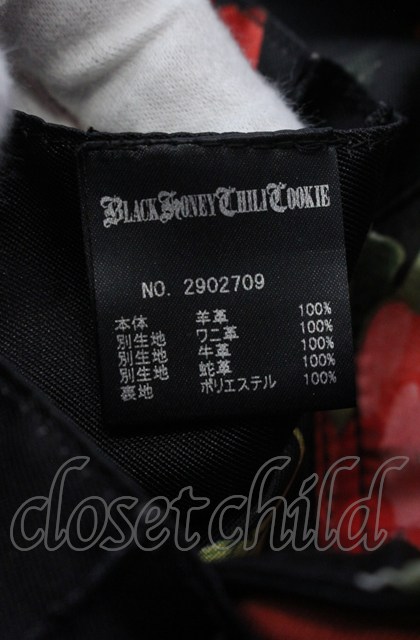 BLACK HONEY CHILI COOKIE
NO. 2902709
本体 羊革 100%
別生地 ワニ革 100%
別生地 牛革 100%
別生地 蛇革 100%
裏地 ポリエステル 100%
closet child